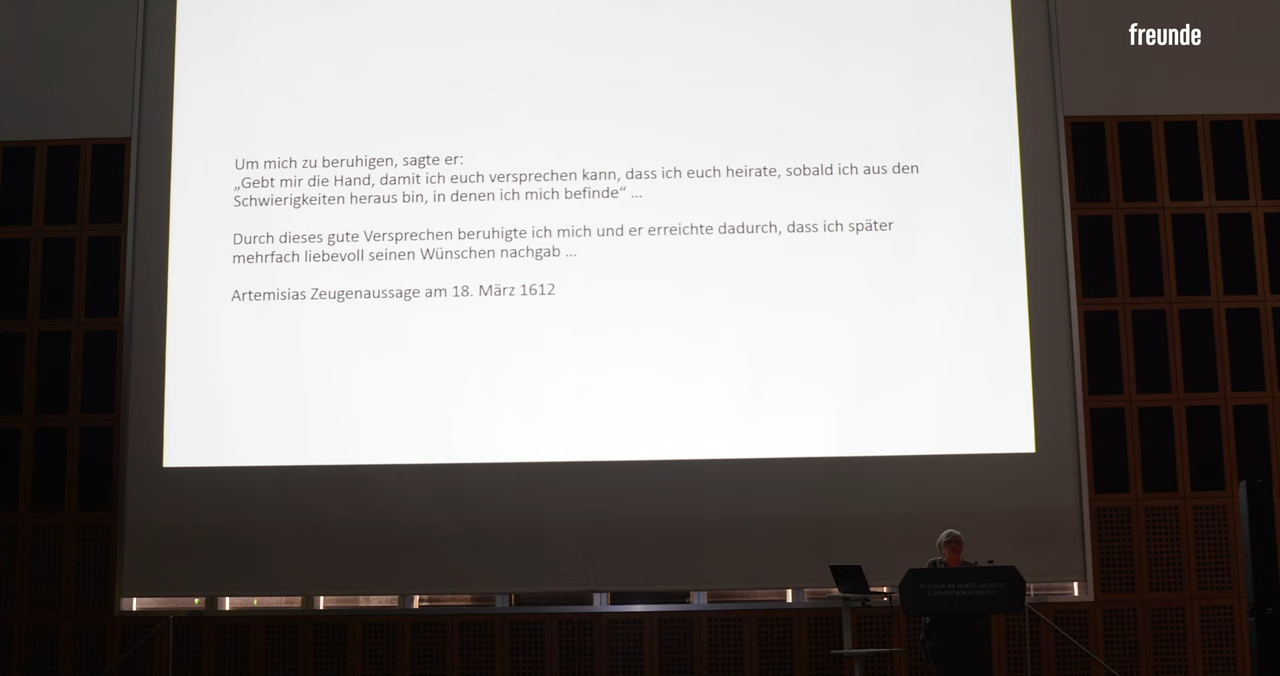 freunde
Um mich zu beruhigen, sagte er:
„Gebt mir die Hand, damit ich euch versprechen kann, dass ich euch heirate, sobald ich aus den
Schwierigkeiten heraus bin, in denen ich mich befinde“ ...
Durch dieses gute Versprechen beruhigte ich mich und er erreichte dadurch, dass ich später
mehrfach liebevoll seinen Wünschen nachgab ...
Artemisias Zeugenaussage am 18. März 1612
& FONDATION CORBOUD